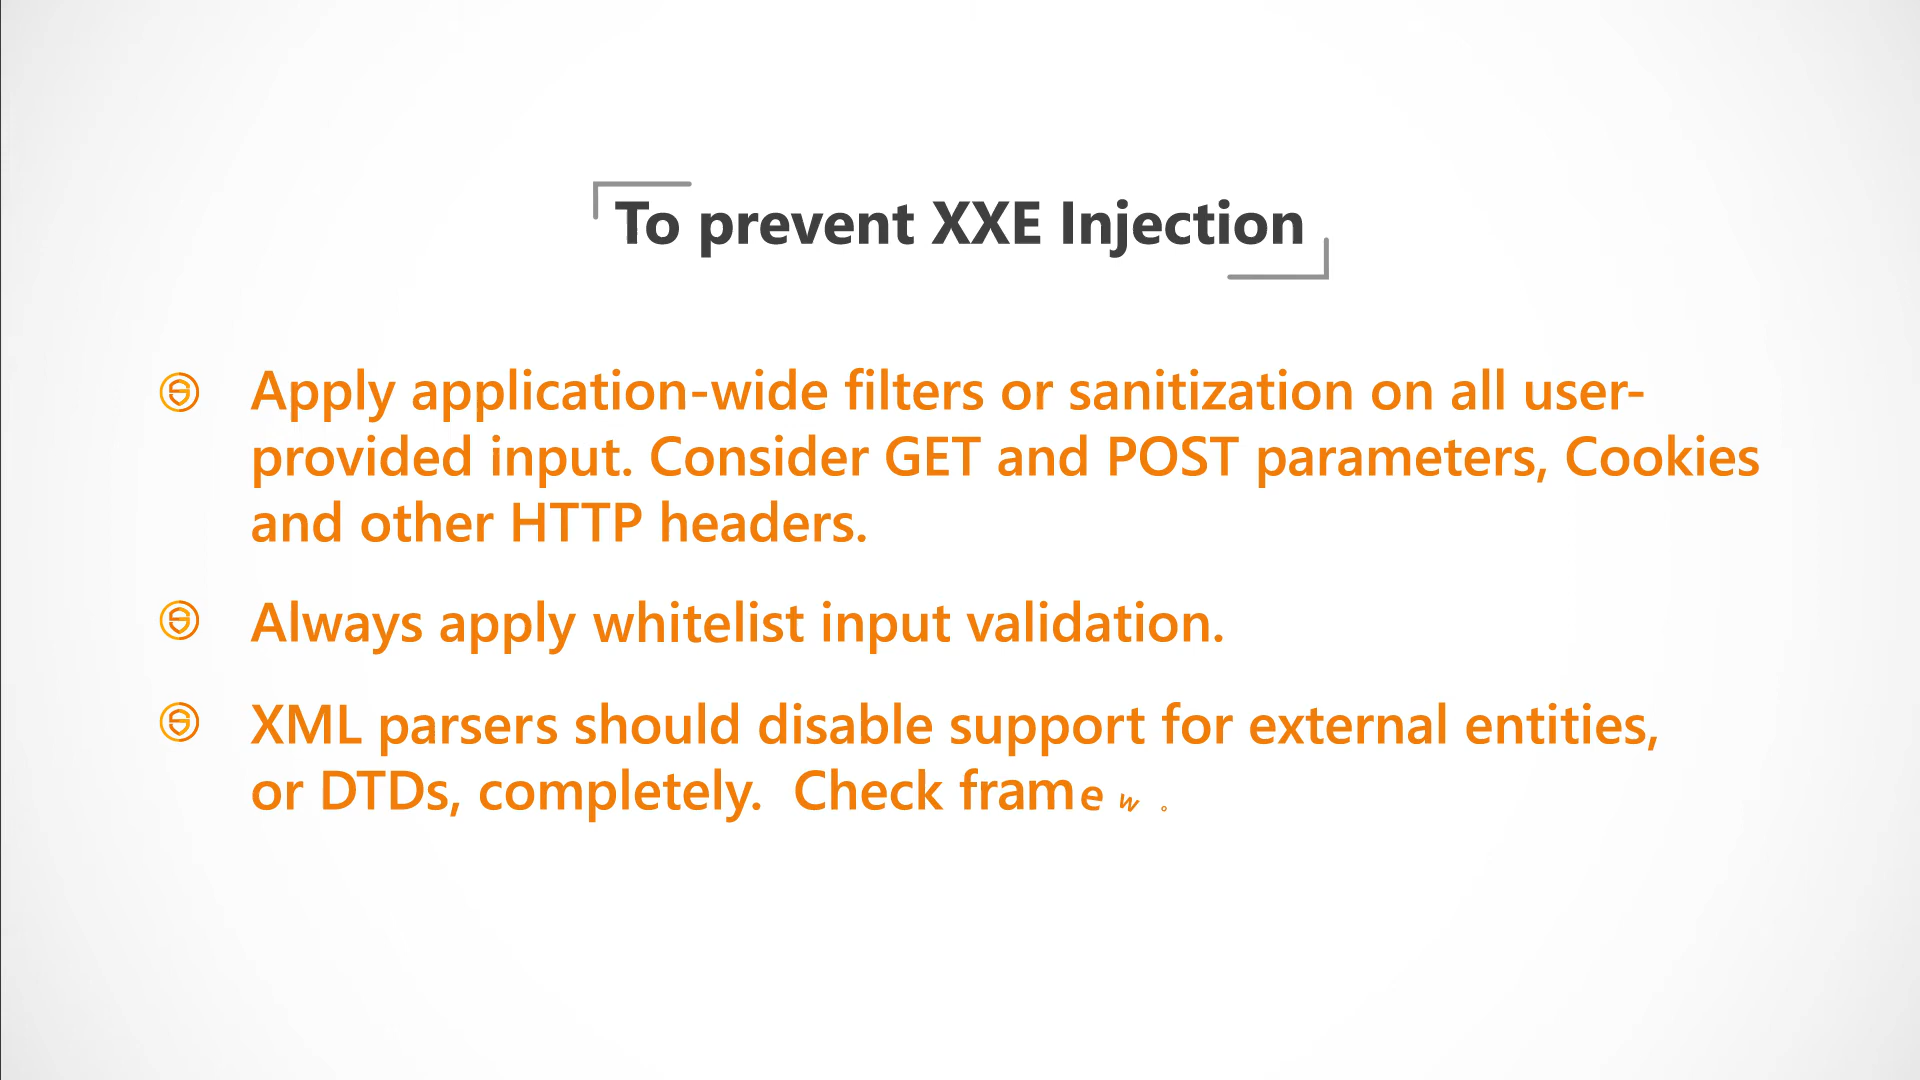 To prevent XXE Injection
Apply application-wide filters or sanitization on all user-
provided input. Consider GET and POST parameters, Cookies
and other HTTP headers.
Always apply whitelist input validation.
XML parsers should disable support for external entities,
or DTDs, completely. Check framewo